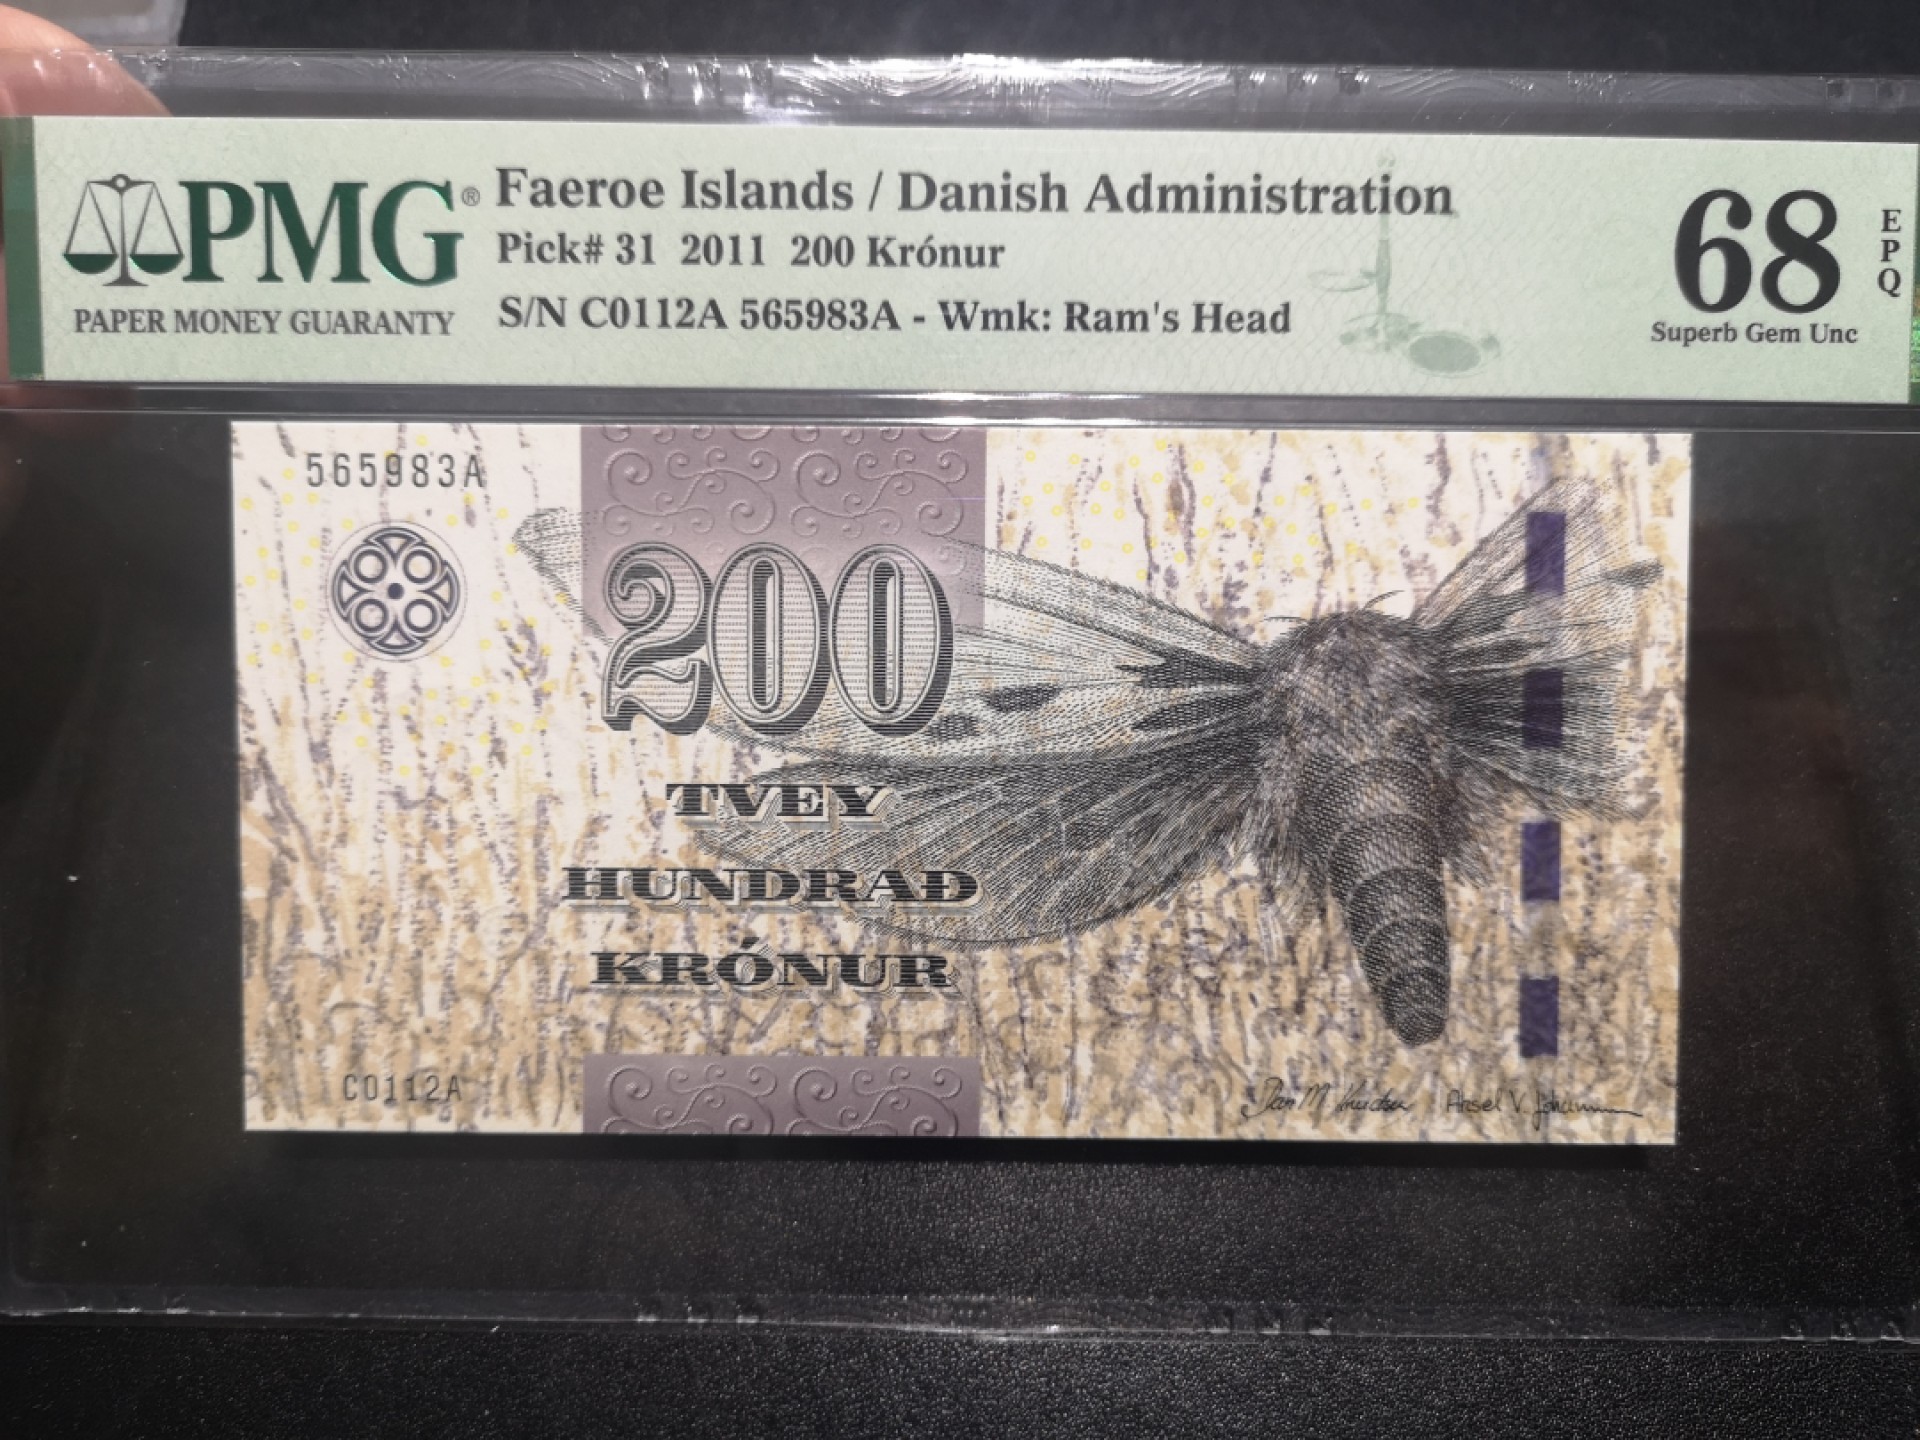 PMG®
PAPER MONEY GUARANTY
Faeroe Islands / Danish Administration
Pick# 31 2011 200 Krónur
S/N C0112A 565983A - Wmk: Ram's Head
68
EPQ
Superb Gem Unc
565983A
200
TVEY
HUNDRAÐ
KRÓNUR
C0112A